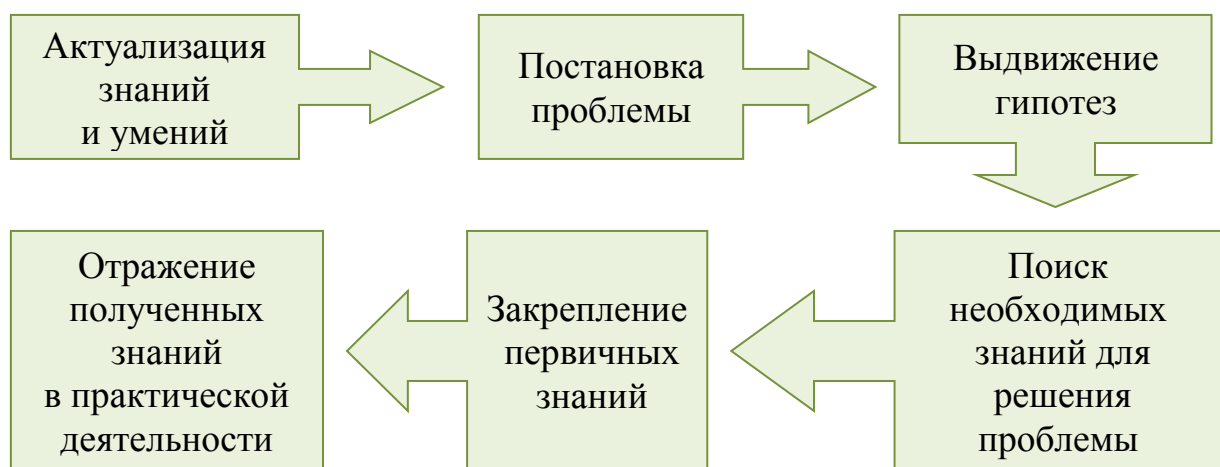 Актуализация
знаний
и умений
Постановка
проблемы
Выдвижение
гипотез
Поиск
необходимых
знаний для
решения
проблемы
Закрепление
первичных
знаний
Отражение
полученных
знаний
в практической
деятельности